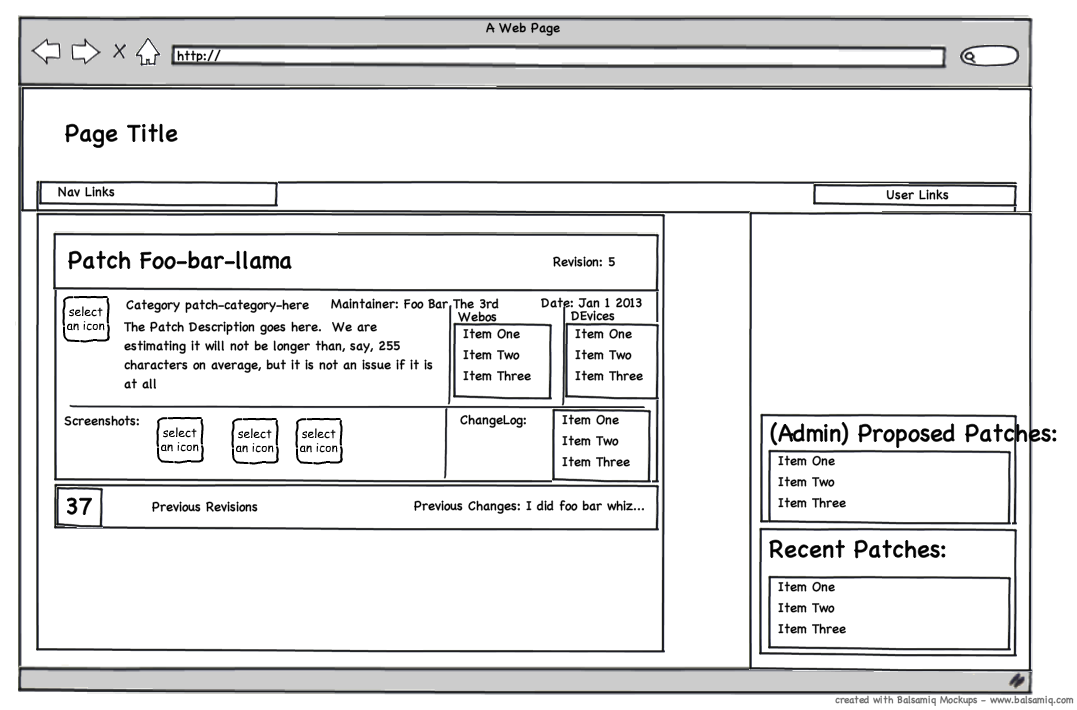 A Web Page
http://
Page Title
Nav Links
User Links
Patch Foo-bar-llama
Revision: 5
select
an icon
Category patch-category-here
Maintainer: Foo Bar The 3rd
Date: Jan 1 2013
The Patch Description goes here. We are
estimating it will not be longer than, say, 255
characters on average, but it is not an issue if it is
at all
Webos
Item One
Item Two
Item Three
DEvices
Item One
Item Two
Item Three
Screenshots:
select
an icon
select
an icon
select
an icon
ChangeLog:
Item One
Item Two
Item Three
37
Previous Revisions
Previous Changes: I did foo bar whiz...
(Admin) Proposed Patches:
Item One
Item Two
Item Three
Recent Patches:
Item One
Item Two
Item Three
created with Balsamiq Mockups - www.balsamiq.com